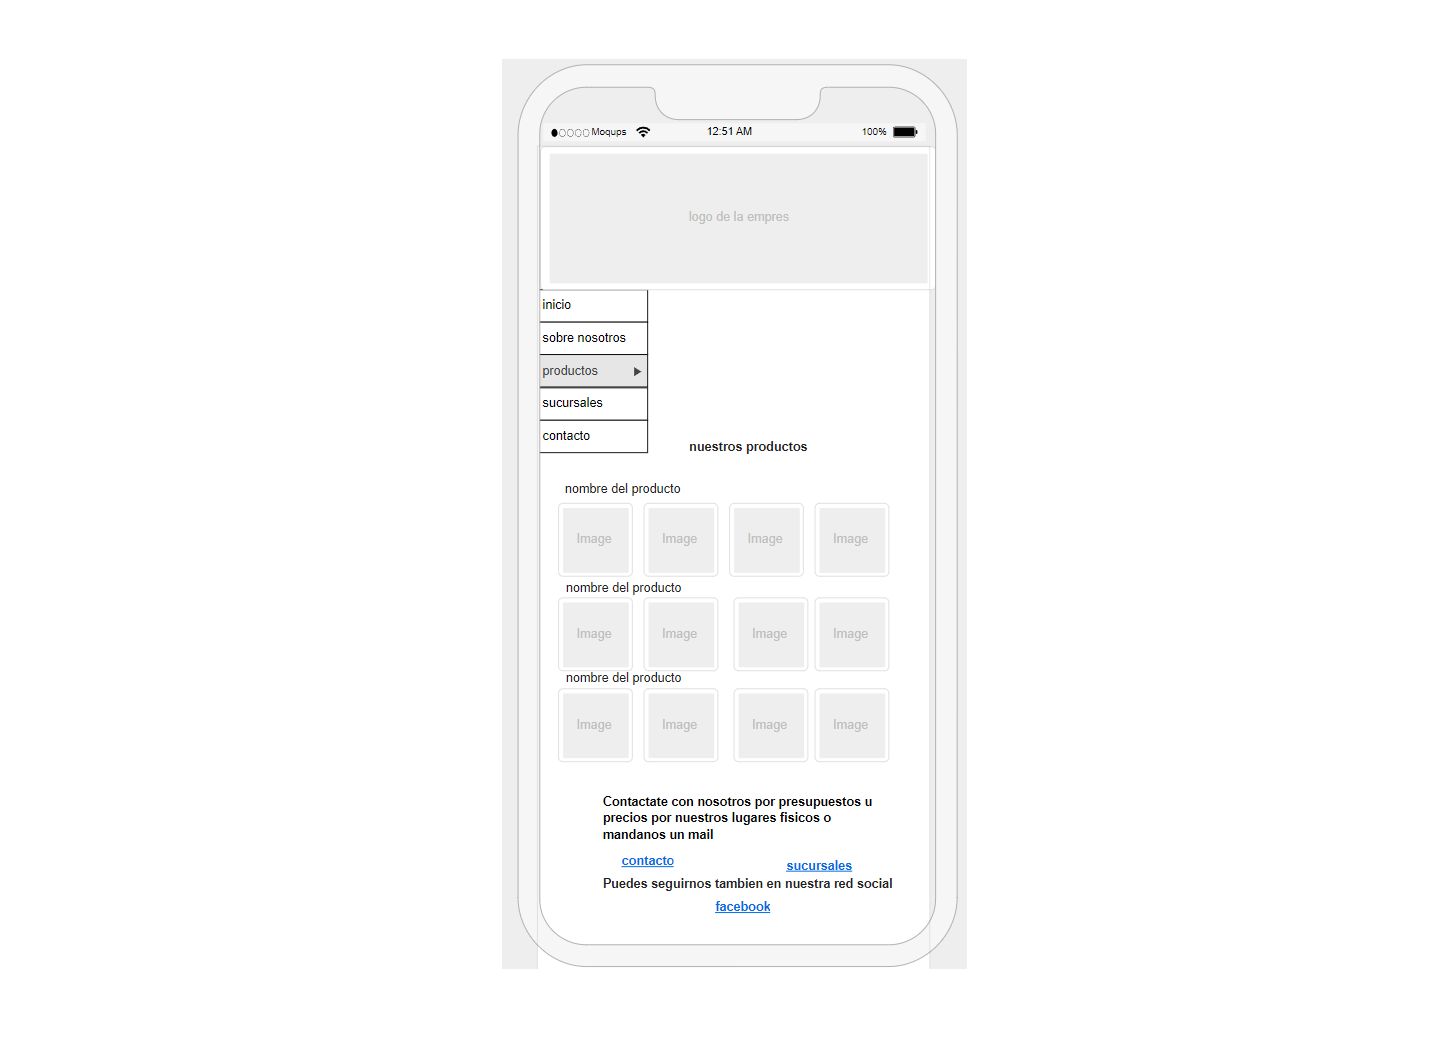 Moqups 12:51 AM 100%
logo de la empres
inicio
sobre nosotros
productos
sucursales
contacto
nuestros productos
nombre del producto
Image Image Image Image
nombre del producto
Image Image Image Image
nombre del producto
Image Image Image Image
Contactate con nosotros por presupuestos u
precios por nuestros lugares fisicos o
mandanos un mail
contacto sucursales
Puedes seguirnos tambien en nuestra red social
facebook